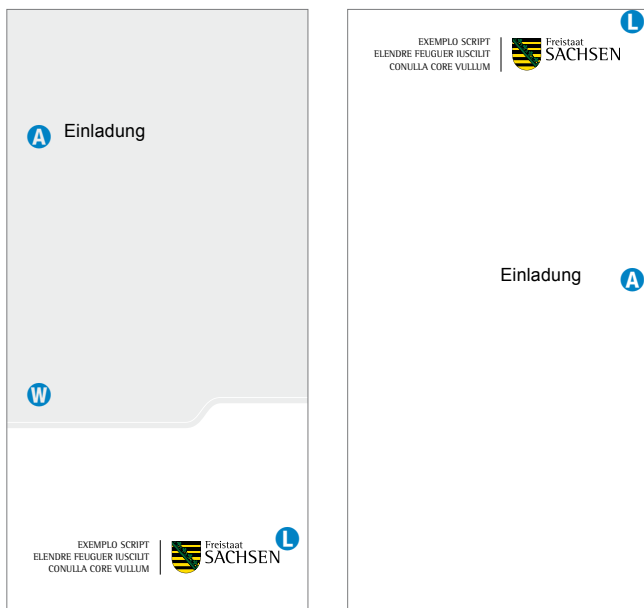 A
Einladung
W
EXEMPLO SCRIPT
ELENDRE FEUGUER IUSCILIT
CONULLA CORE VULLUM
Freistaat
SACHSEN
L
L
EXEMPLO SCRIPT
ELENDRE FEUGUER IUSCILIT
CONULLA CORE VULLUM
Freistaat
SACHSEN
Einladung
A